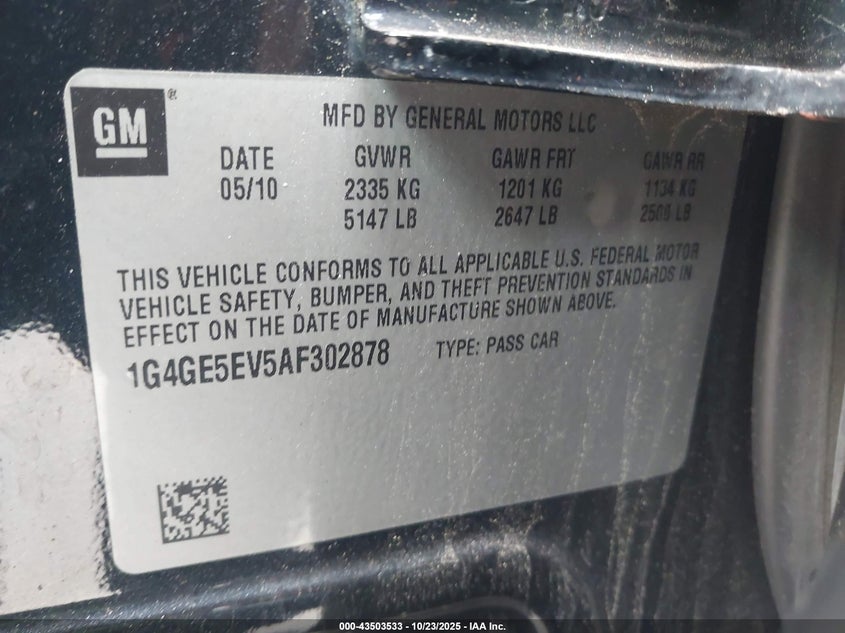 GM®
MFD BY GENERAL MOTORS LLC
DATE GVWR GAWR FRT GAWR RR
05/10 2335 KG 1201 KG 1134 KG
5147 LB 2647 LB LB
THIS VEHICLE CONFORMS TO ALL APPLICABLE U.S. FEDERAL MOTOR
VEHICLE SAFETY, BUMPER, AND THEFT PREVENTION STANDARDS IN
EFFECT ON THE DATE OF MANUFACTURE SHOWN ABOVE.
1G4GE5EV5AF302878 TYPE: PASS CAR
000-43503533 - 10/23/2025 - IAA Inc.